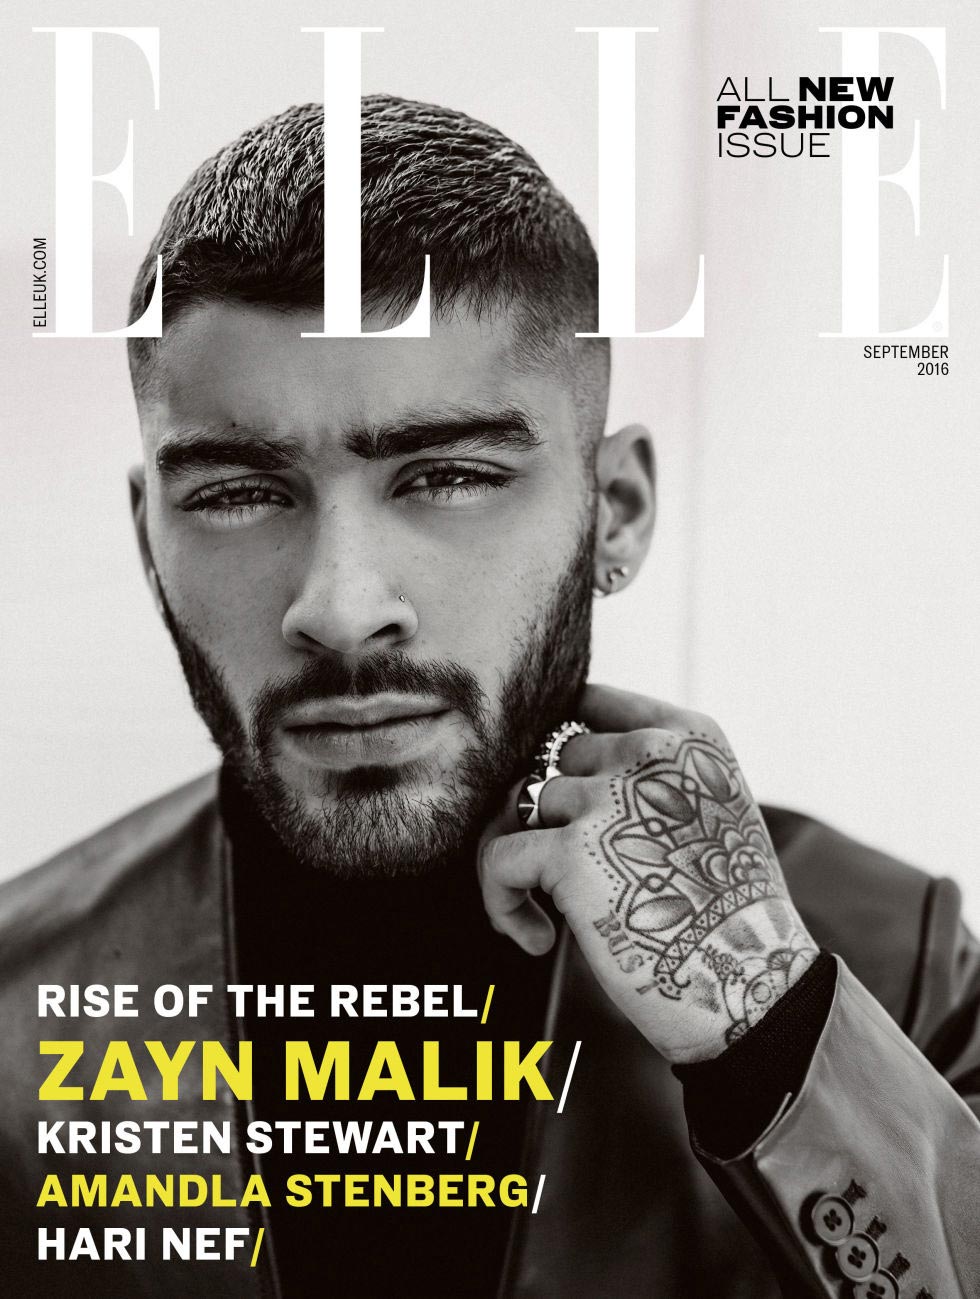 ELLE
ALL NEW
FASHION
ISSUE
ELLEUK.COM
SEPTEMBER
2016
BUS
RISE OF THE REBEL/
ZAYN MALIK/
KRISTEN STEWART/
AMANDLA STENBERG/
HARI NEF/